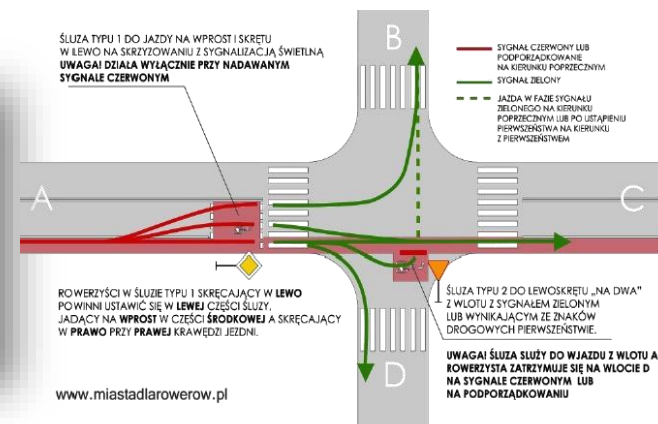 ŚLUZA TYPU 1 DO JAZDY NA WPROST I SKRĘTU
W LEWO NA SKRZYŻOWANIU Z SYGNALIZACJĄ ŚWIETLNĄ
UWAGA! DZIAŁA WYŁĄCZNIE PRZY NADAWANYM
SYGNALE CZERWONYM
B
SYGNAŁ CZERWONY LUB
PODPORZĄDKOWANIE
NA KIERUNKU POPRZECZNYM
SYGNAŁ ZIELONY
JAZDA W FAZIE SYGNAŁU
ZIELONEGO NA KIERUNKU
POPRZECZNYM LUB PO USTĄPIENIU
PIERWSZEŃSTWA NA KIERUNKU
Z PIERWSZEŃSTWEM
A
C
ROWERZYŚCI W ŚLUZIE TYPU 1 SKRĘCAJĄCY W LEWO
POWINNI USTAWIĆ SIĘ W LEWEJ CZĘŚCI ŚLUZY,
JADĄCY NA WPROST W CZĘŚCI ŚRODKOWEJ A SKRĘCAJĄCY
W PRAWO PRZY PRAWEJ KRAWĘDZI JEZDNI.
ŚLUZA TYPU 2 DO LEWOSKRĘTU „NA DWA"
Z WLOTU Z SYGNAŁEM ZIELONYM
LUB WYNIKAJĄCYM ZE ZNAKÓW
DROGOWYCH PIERWSZEŃSTWIE.
UWAGA! ŚLUZA SŁUŻY DO WJAZDU Z WLOTU A
ROWERZYSTA ZATRZYMUJE SIĘ NA WLOCIE D
NA SYGNALE CZERWONYM LUB
NA PODPORZĄDKOWANIU
D
www.miastadlarowerow.pl